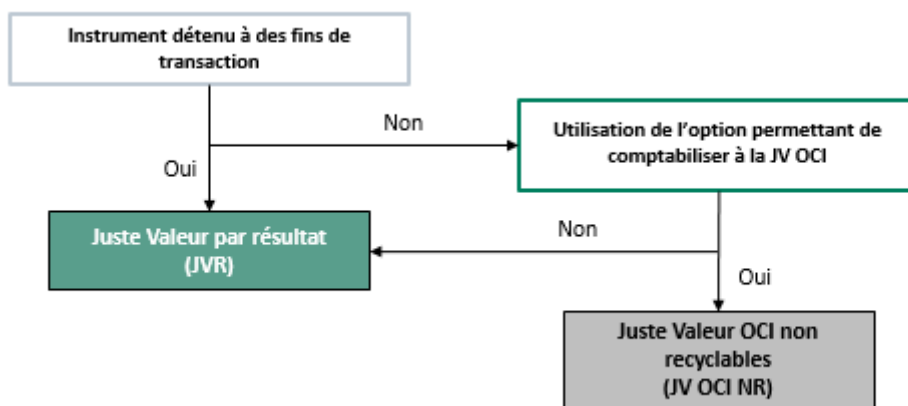 Instrument détenu à des fins de
transaction
Non
Utilisation de l'option permettant de
comptabiliser à la JV OCI
Oui
Juste Valeur par résultat
(JVR)
Non
Oui
Juste Valeur OCI non
recyclables
(JV OCI NR)